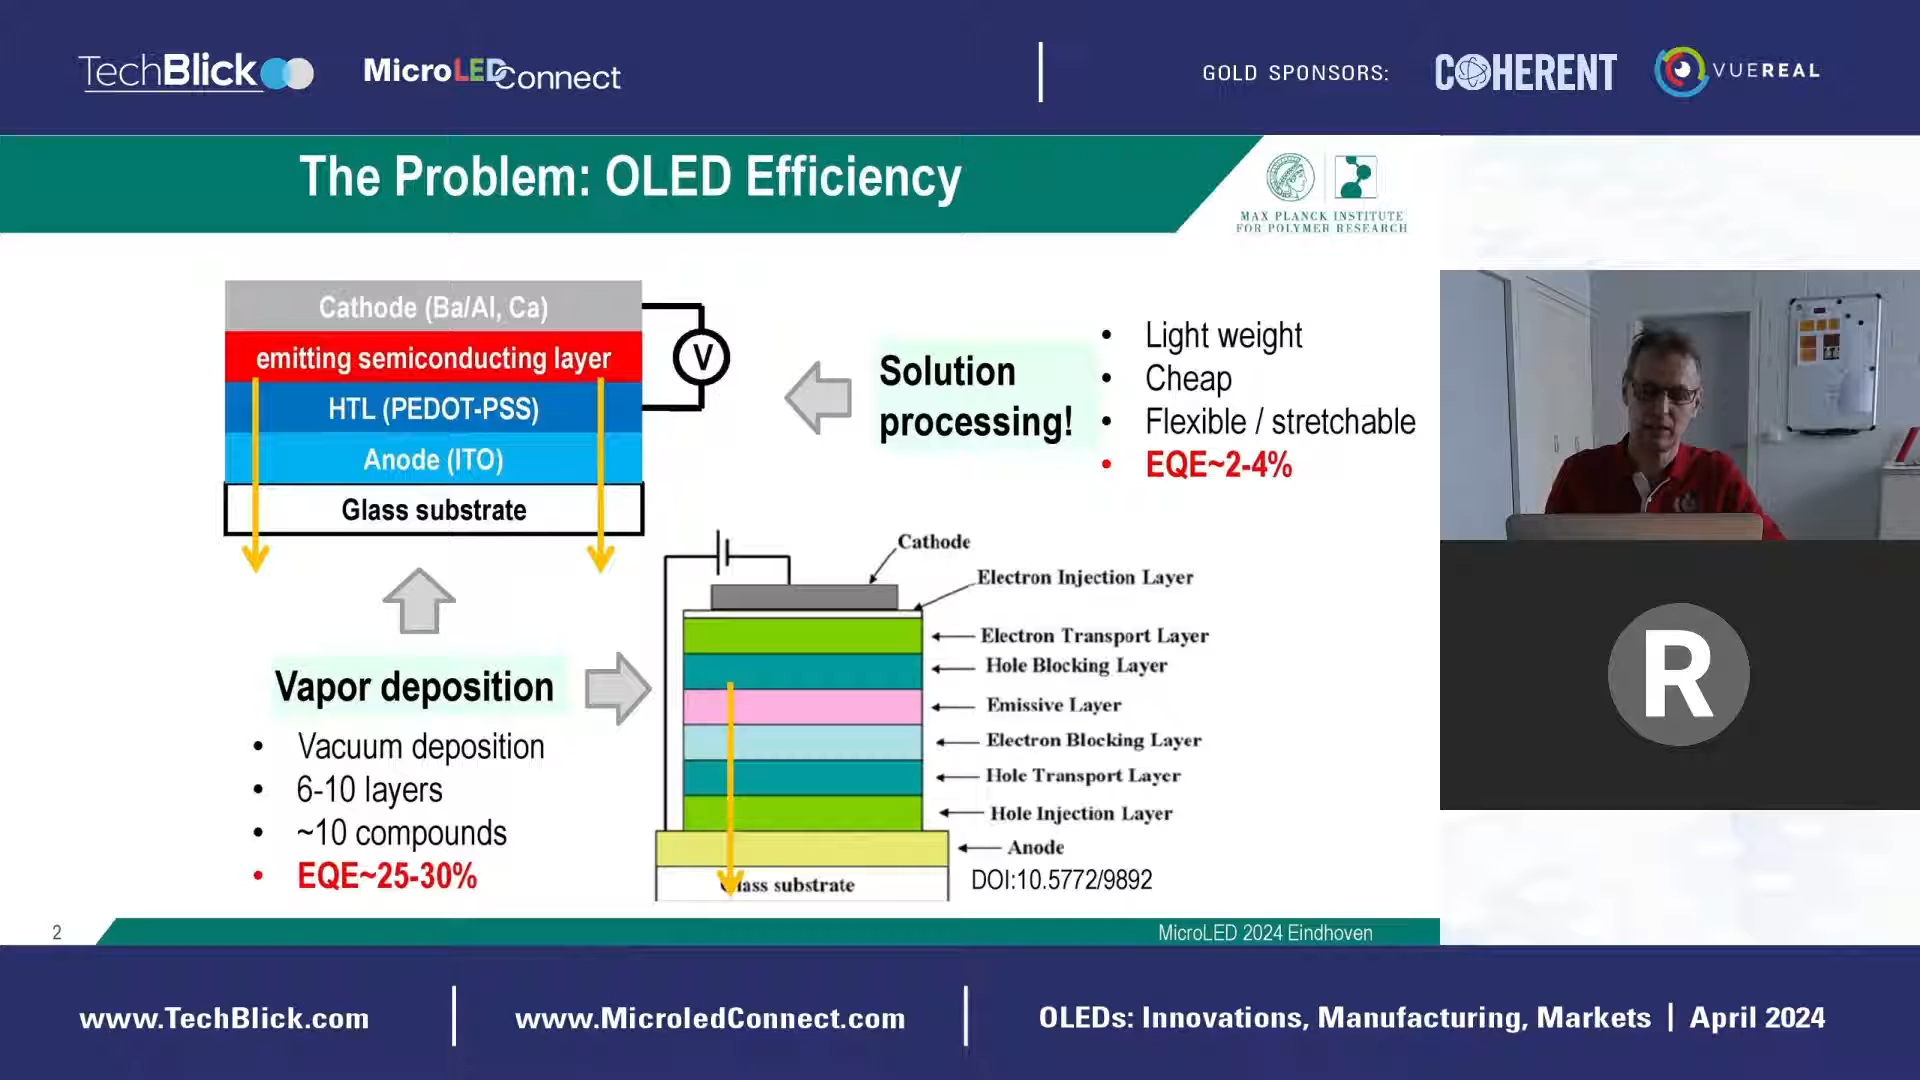 TechBlick
MicroLED Connect
GOLD SPONSORS:
COHERENT
VUEREAL
The Problem: OLED Efficiency
MAX PLANCK INSTITUTE
FOR POLYMER RESEARCH
Cathode (Ba/Al, Ca)
emitting semiconducting layer
HTL (PEDOT-PSS)
Anode (ITO)
Glass substrate
V
Solution
processing!
• Light weight
• Cheap
• Flexible / stretchable
• EQE~2-4%
Vapor deposition
• Vacuum deposition
• 6-10 layers
• ~10 compounds
• EQE~25-30%
Cathode
Electron Injection Layer
Electron Transport Layer
Hole Blocking Layer
Emissive Layer
Electron Blocking Layer
Hole Transport Layer
Hole Injection Layer
Anode
Glass substrate
DOI:10.5772/9892
R
2
MicroLED 2024 Eindhoven
www.TechBlick.com
www.MicroledConnect.com
OLEDs: Innovations, Manufacturing, Markets | April 2024